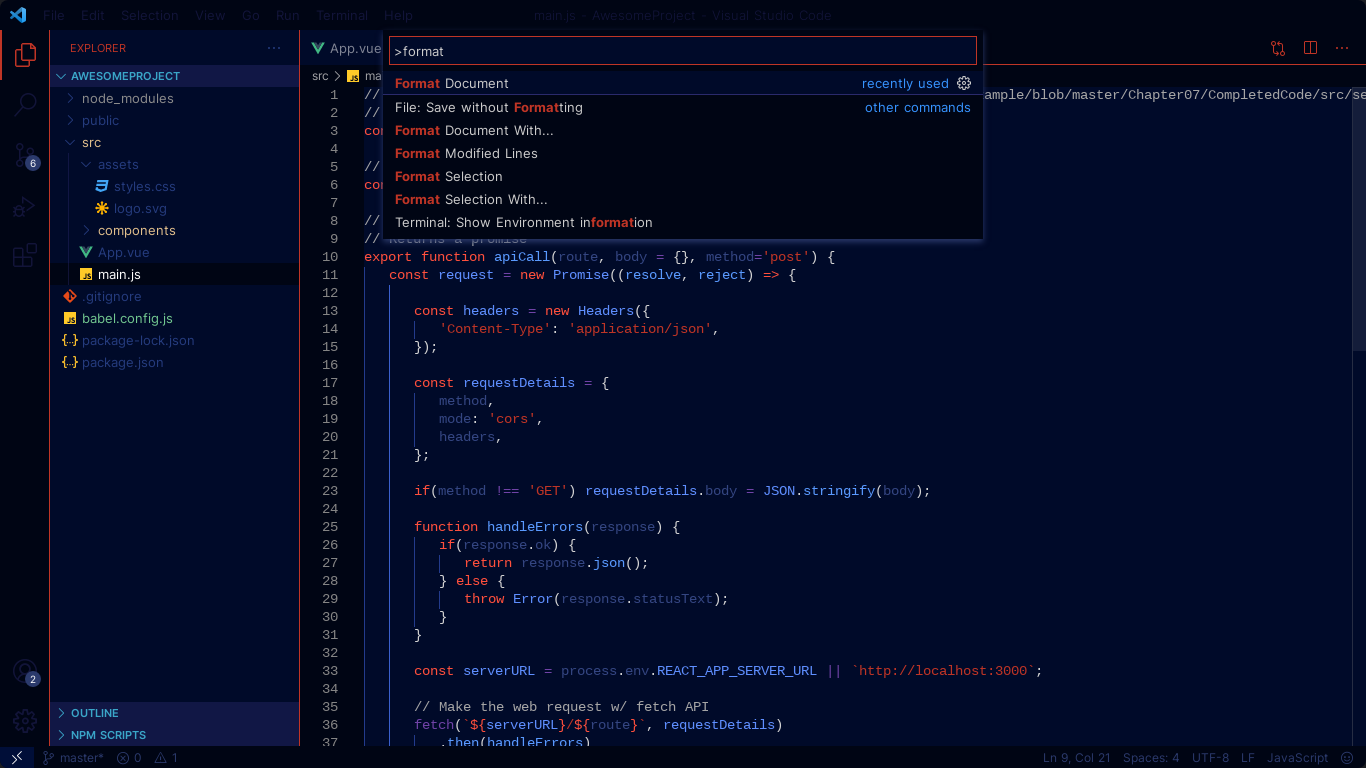 File Edit Selection View Go Run Terminal Help main.js AwesomeProject Visual Studio Code
EXPLORER
App.vue
>format
Format Document recently used
File: Save without Formatting other commands
Format Document With...
Format Modified Lines
Format Selection
Format Selection With...
Terminal: Show Environment information
AWESOMEPROJECT
node_modules
public
src
assets
styles.css
logo.svg
components
App.vue
main.js
.gitignore
babel.config.js
package-lock.json
package.json
OUTLINE
NPM SCRIPTS
6
2
src > JS ma
1 // ample/blob/master/Chapter07/CompletedCode/src/se
2 //
3 con
4
5 //
6 con
7
8 //
9 // Returns a promise
10 export function apiCall(route, body = {}, method='post') {
11 const request = new Promise((resolve, reject) => {
12
13 const headers = new Headers({
14 'Content-Type': 'application/json',
15 });
16
17 const requestDetails = {
18 method,
19 mode: 'cors',
20 headers,
21 };
22
23 if(method !== 'GET') requestDetails.body = JSON.stringify(body);
24
25 function handleErrors(response) {
26 if(response.ok) {
27 return response.json();
28 } else {
29 throw Error(response.statusText);
30 }
31 }
32
33 const serverURL = process.env.REACT_APP_SERVER_URL || `http://localhost:3000`;
34
35 // Make the web request w/ fetch API
36 fetch(`${serverURL}/${route}`, requestDetails)
37 .then(handleErrors)
master* 0 1 Ln 9, Col 21 Spaces: 4 UTF-8 LF JavaScript